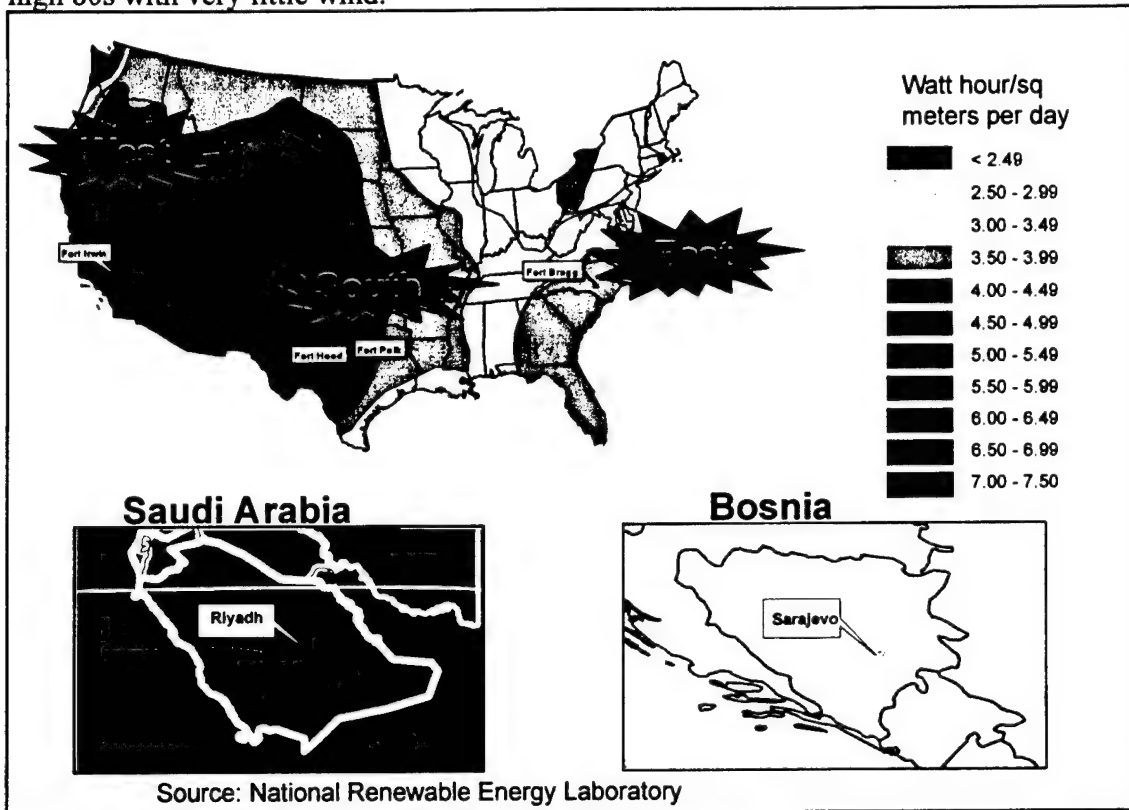 high 80s with very little wind.
Watt hour/sq
meters per day
< 2.49
2.50 - 2.99
3.00 - 3.49
3.50 - 3.99
4.00 - 4.49
4.50 - 4.99
5.00 - 5.49
5.50 - 5.99
6.00 - 6.49
6.50 - 6.99
7.00 - 7.50
West
South
East
Fort Irwin
Fort Bragg
Fort Hood
Fort Polk
Saudi Arabia
Riyadh
Bosnia
Sarajevo
Source: National Renewable Energy Laboratory